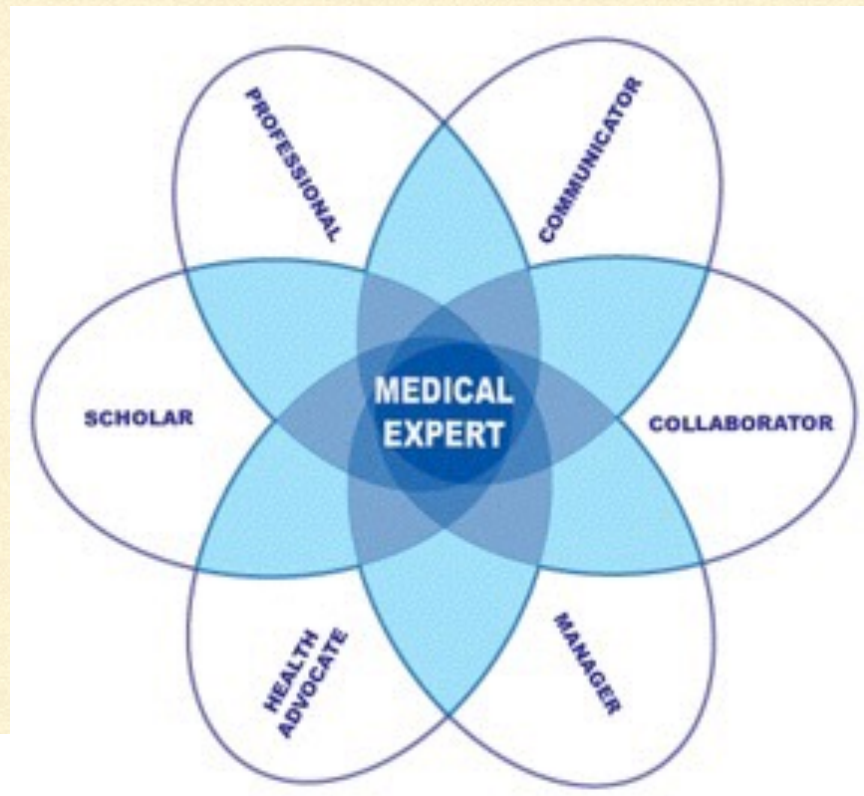 PROFESSIONAL
COMMUNICATOR
SCHOLAR
MEDICAL
EXPERT
COLLABORATOR
HEALTH
ADVOCATE
MANAGER